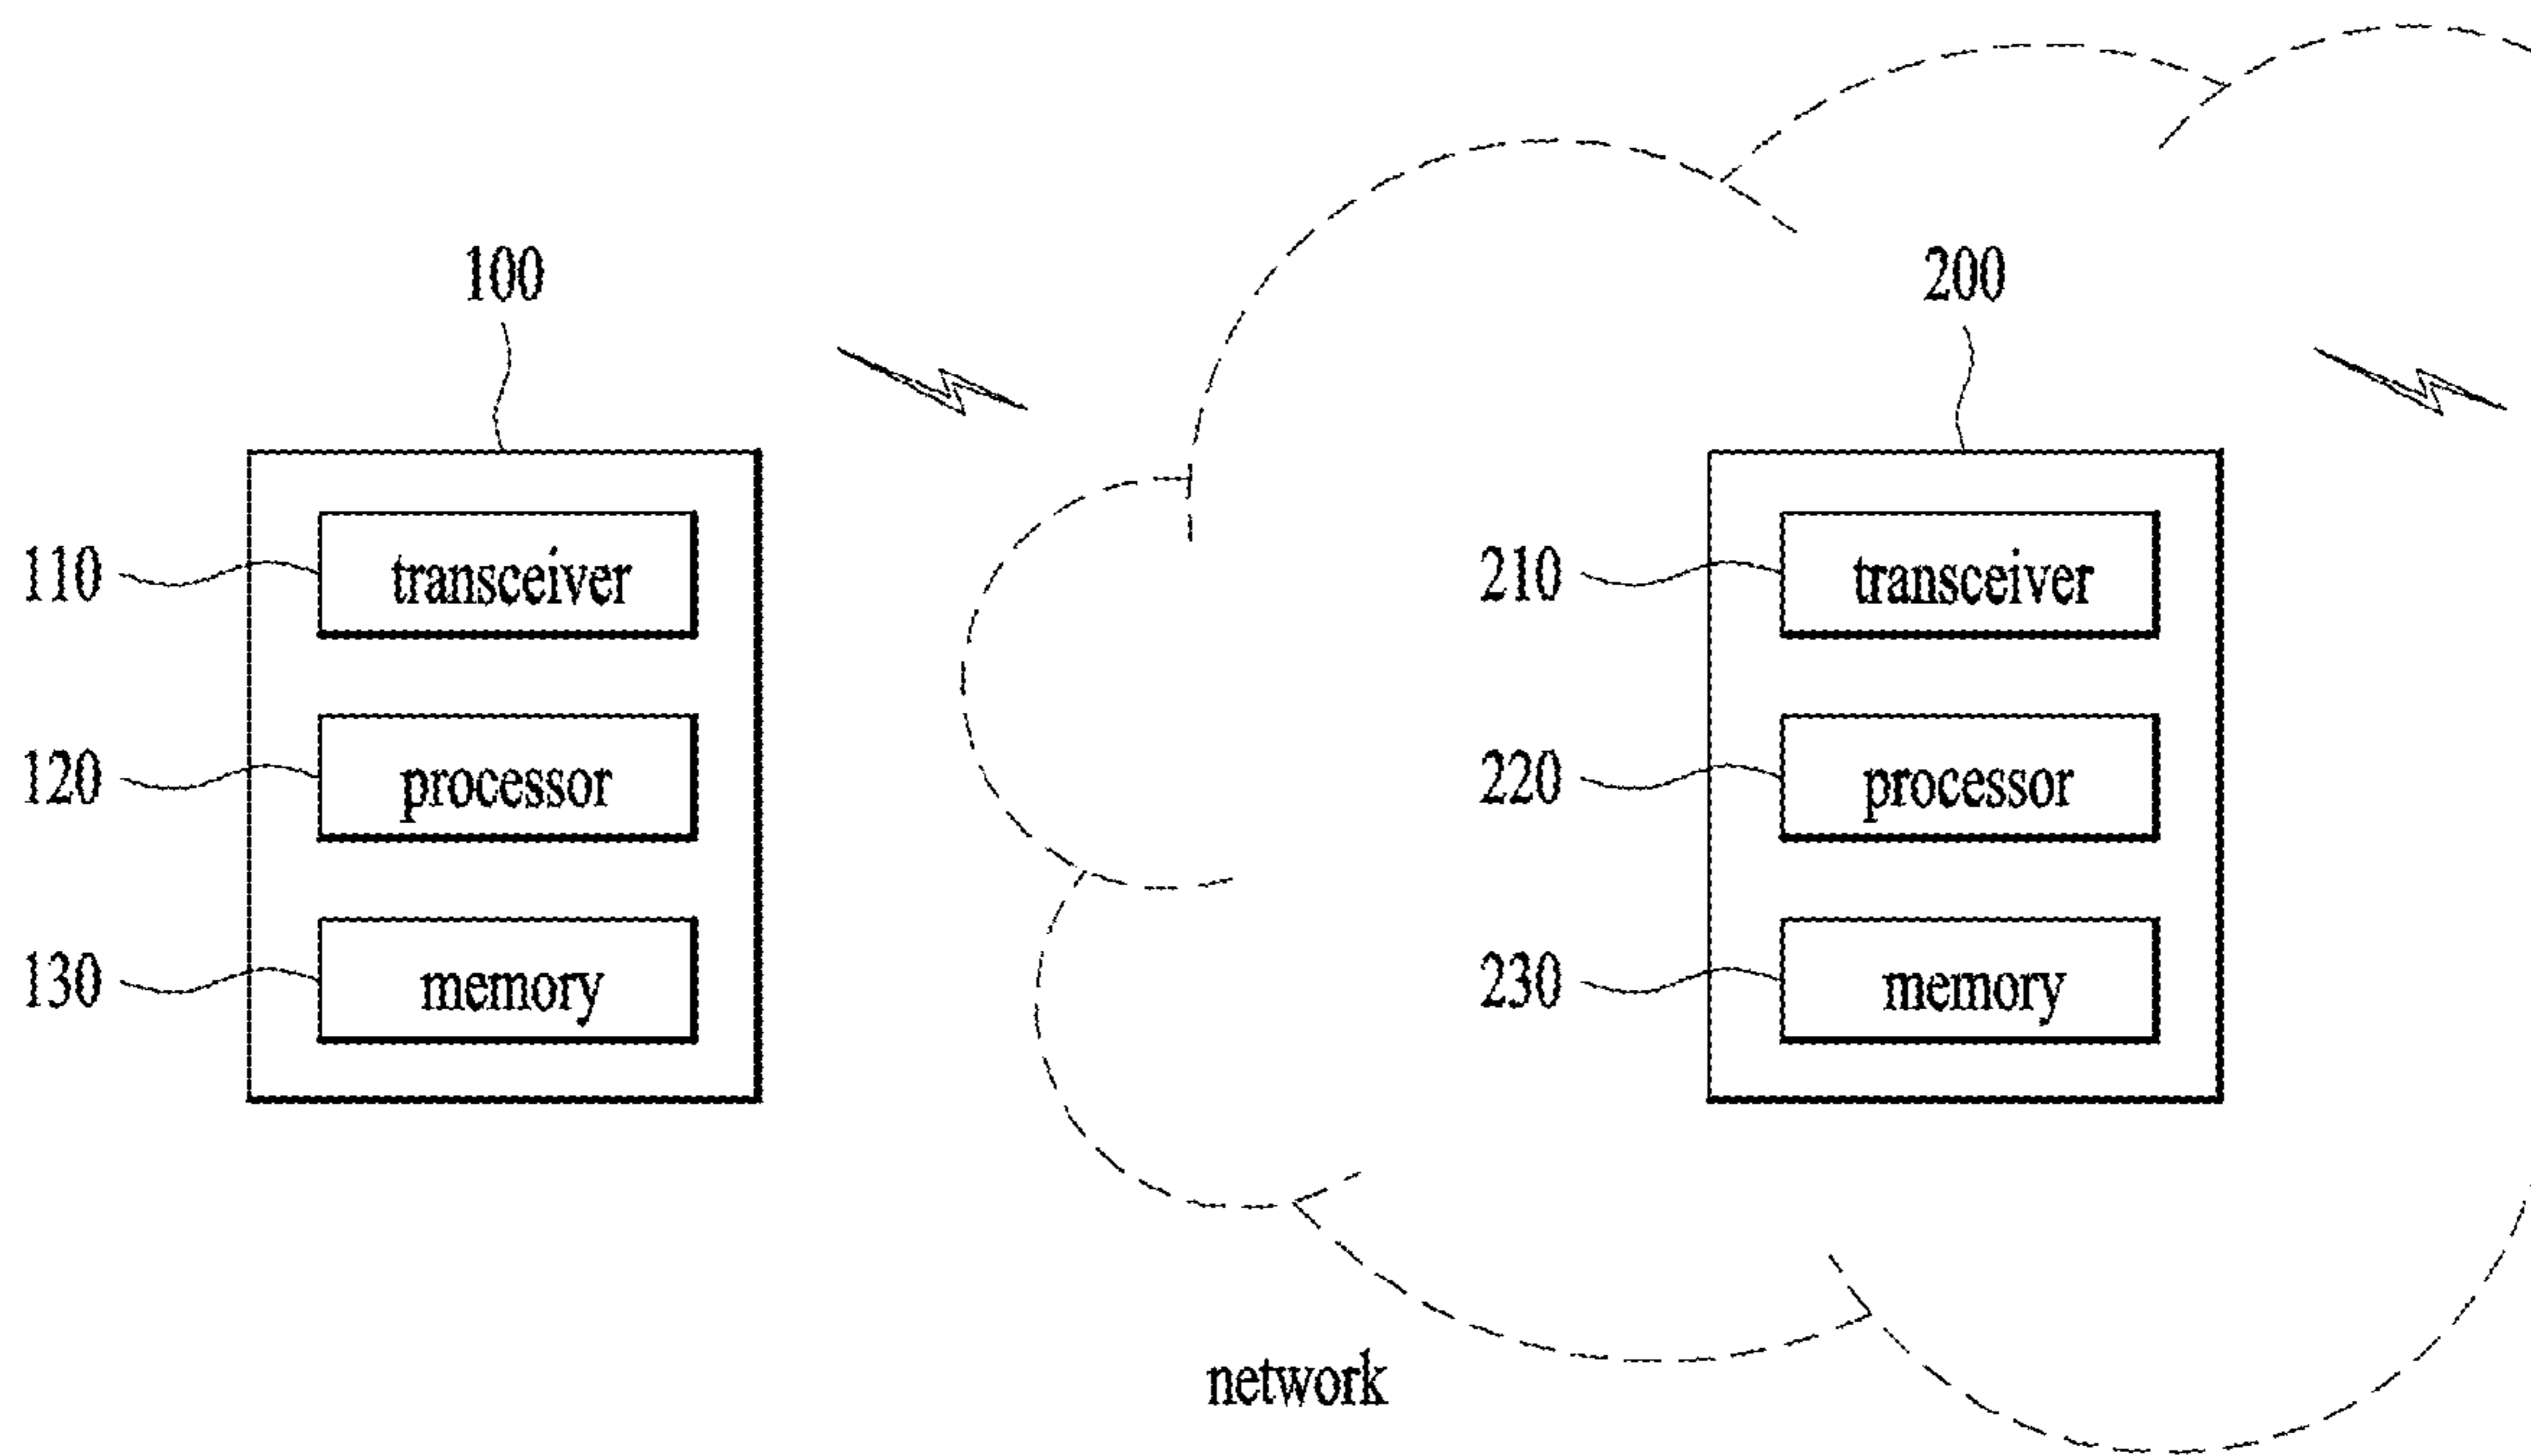 100
200
110
transceiver
210
transceiver
120
processor
220
processor
130
memory
230
memory
network